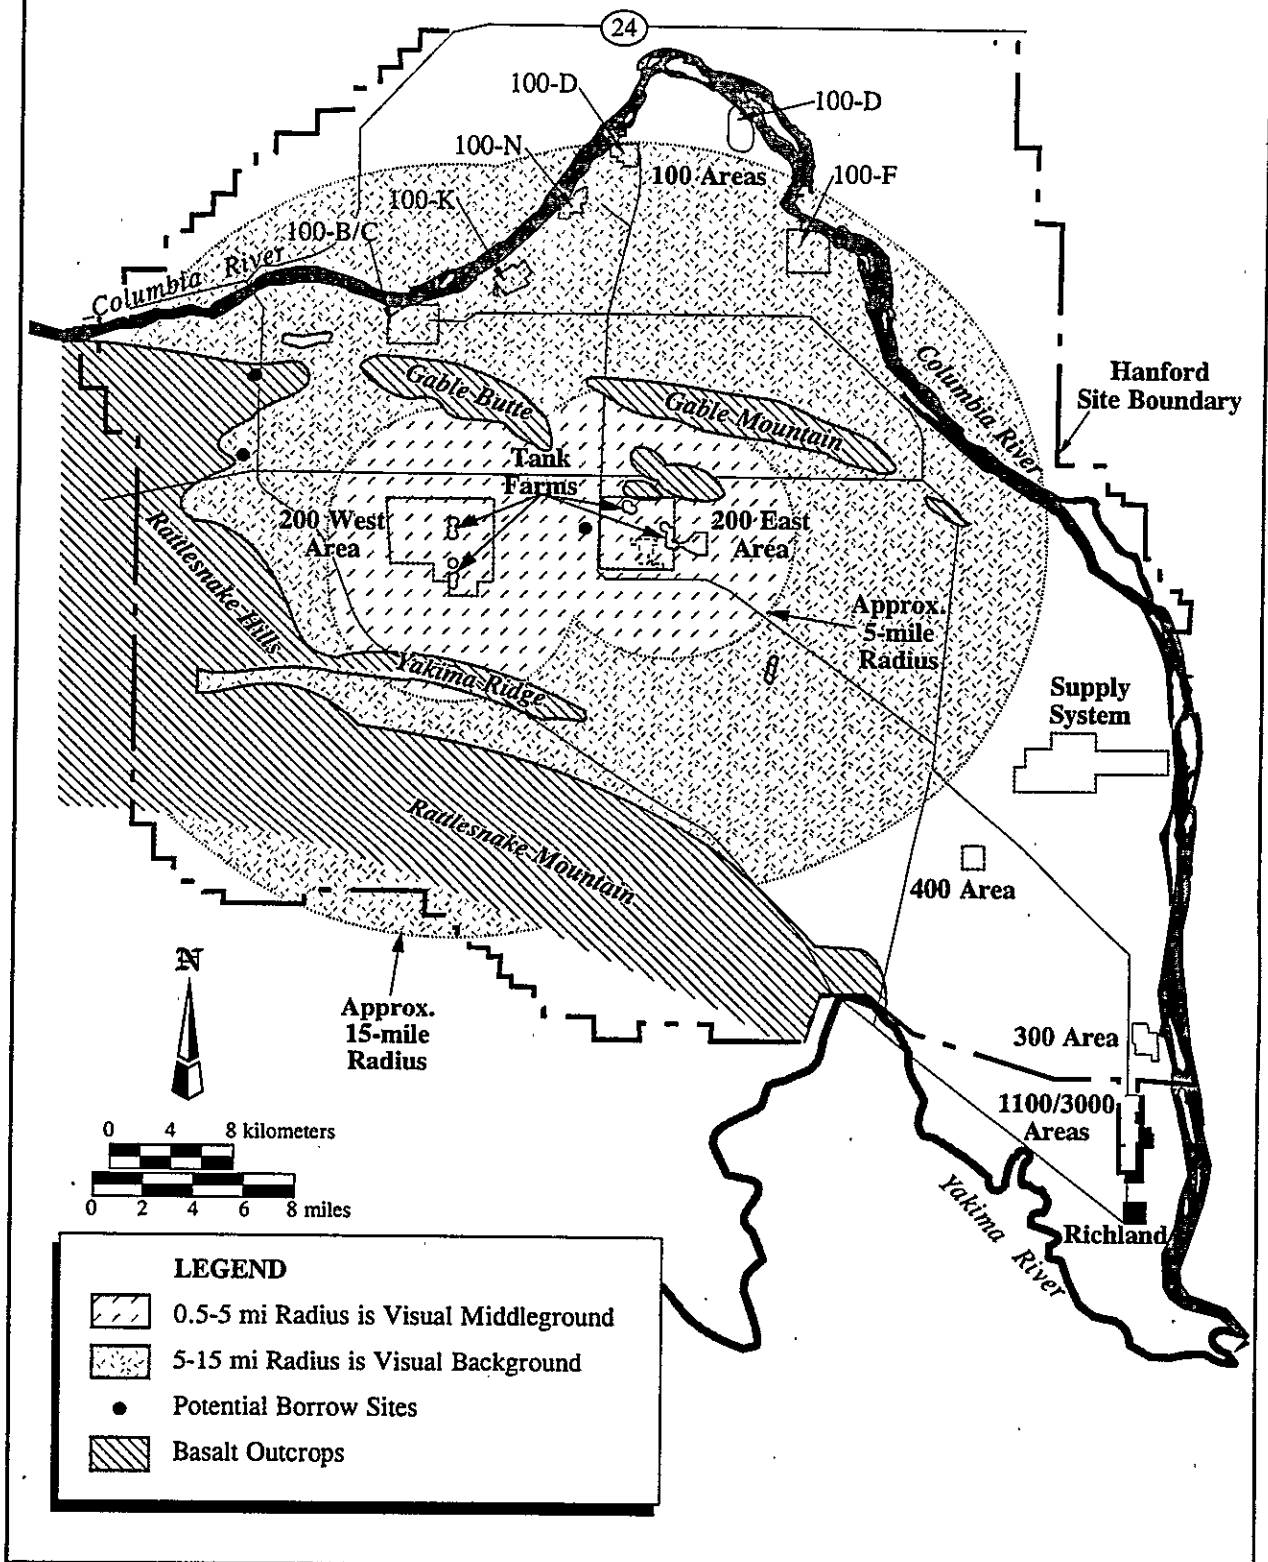 24
100-D
100-D
100-N
100 Areas
100-F
100-K
100-B/C
Columbia River
Columbia River
Hanford
Site Boundary
Gable Butte
Gable Mountain
Tank
Farms
200 West
Area
200 East
Area
Rattlesnake Hills
Approx.
5-mile
Radius
Yakima Ridge
Supply
System
Rattlesnake Mountain
400 Area
N
Approx.
15-mile
Radius
300 Area
1100/3000
Areas
0 4 8 kilometers
0 2 4 6 8 miles
Yakima River
Richland
LEGEND
0.5-5 mi Radius is Visual Middleground
5-15 mi Radius is Visual Background
Potential Borrow Sites
Basalt Outcrops